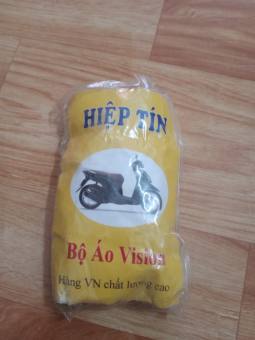 HIỆP TÍN
Bộ Áo Vision
Hàng VN chất lượng cao